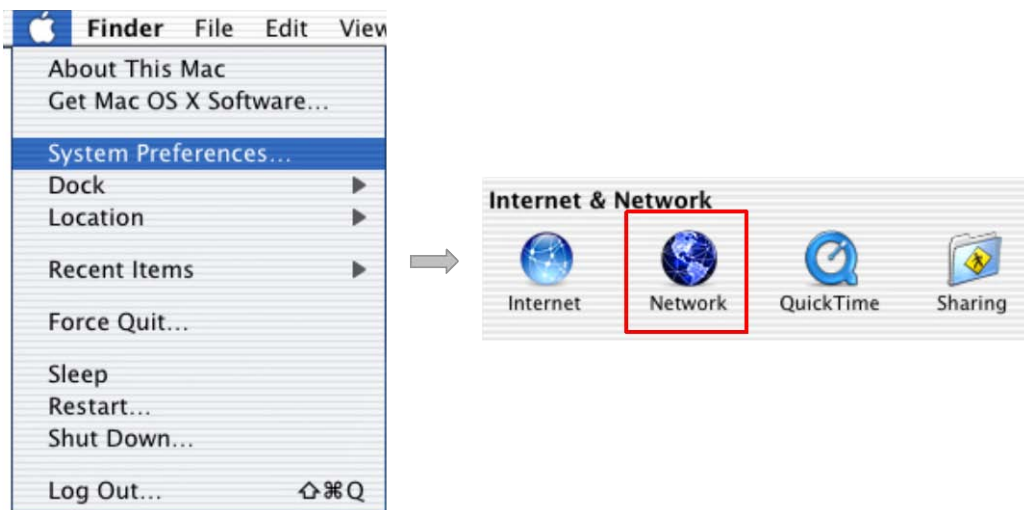 Finder File Edit View
About This Mac
Get Mac OS X Software...
System Preferences...
Dock
Location
Recent Items
Force Quit...
Sleep
Restart...
Shut Down...
Log Out... ⇧⌘Q
Internet & Network
Internet Network QuickTime Sharing